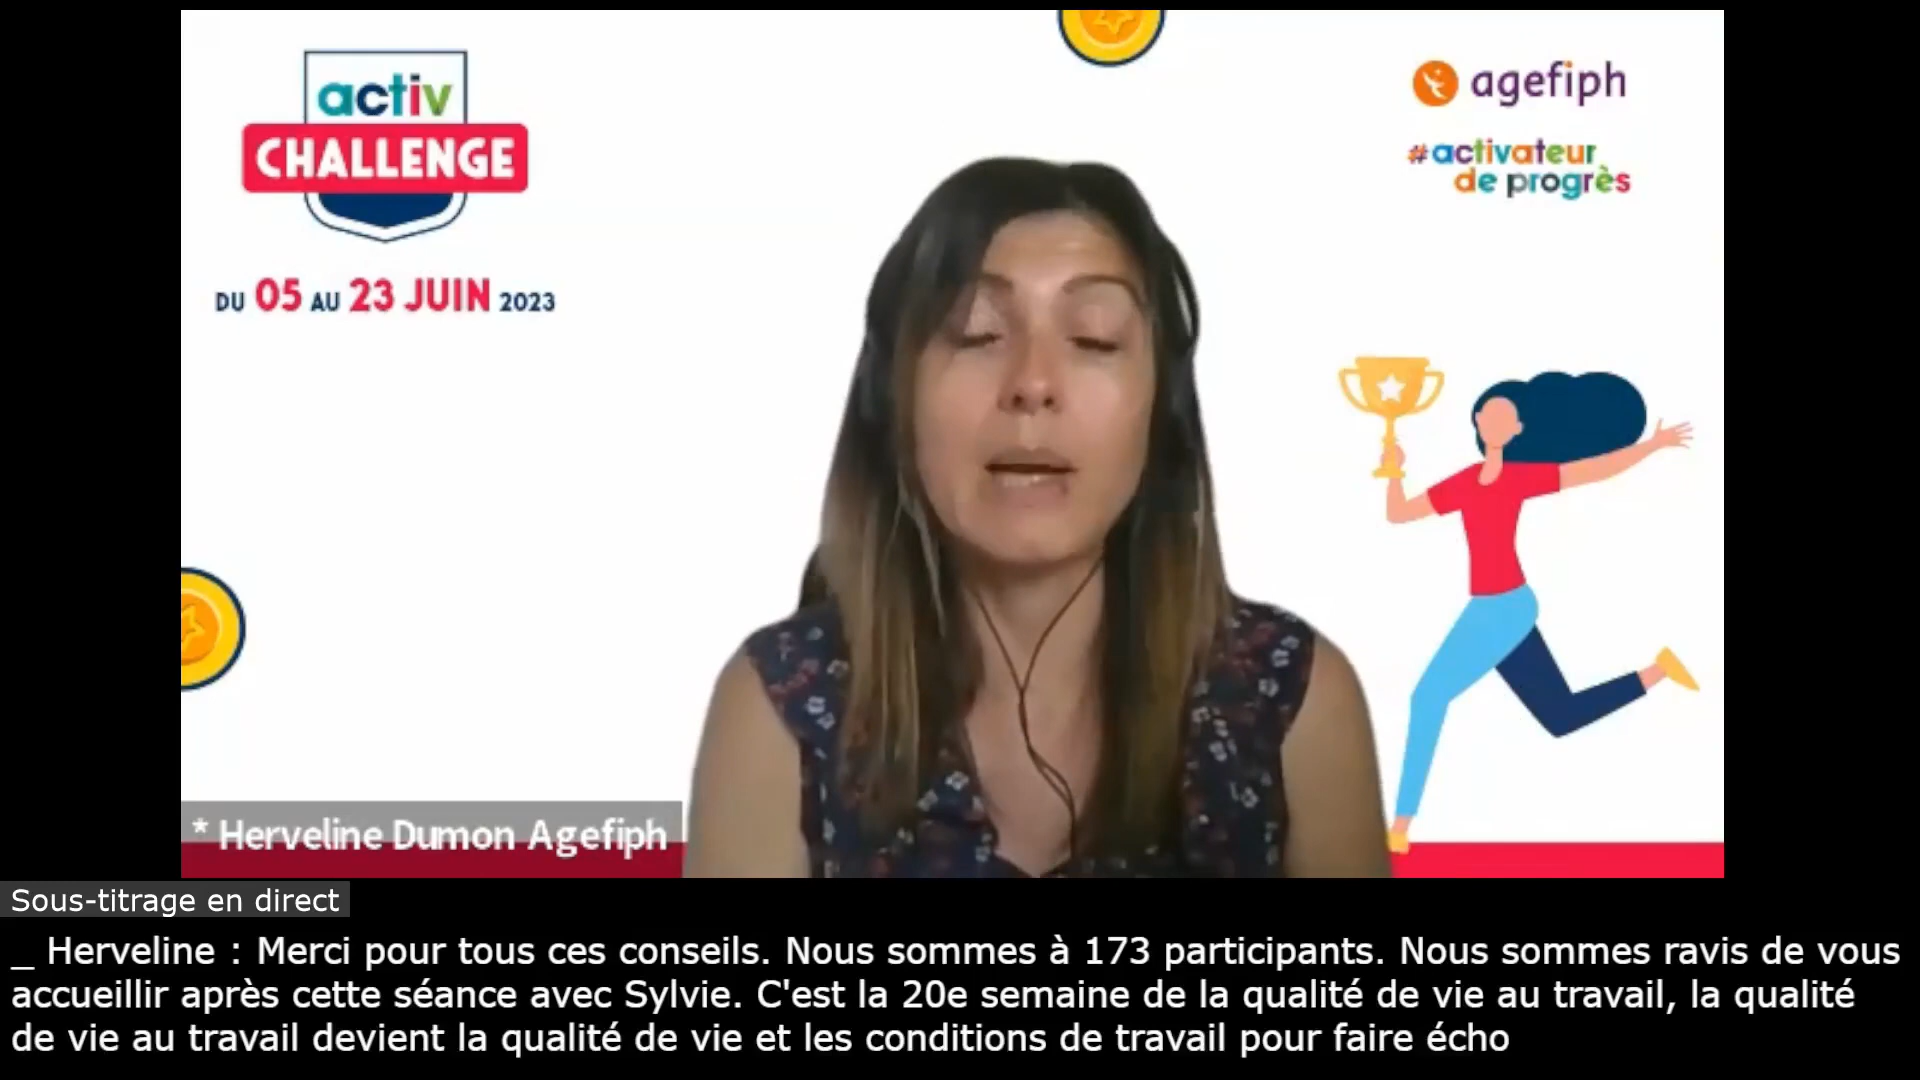 activ
CHALLENGE
DU 05 AU 23 JUIN 2023
agefiph
#activateur
de progrès
* Herveline Dumon Agefiph
Sous-titrage en direct
_ Herveline : Merci pour tous ces conseils. Nous sommes à 173 participants. Nous sommes ravis de vous
accueillir après cette séance avec Sylvie. C'est la 20e semaine de la qualité de vie au travail, la qualité
de vie au travail devient la qualité de vie et les conditions de travail pour faire écho